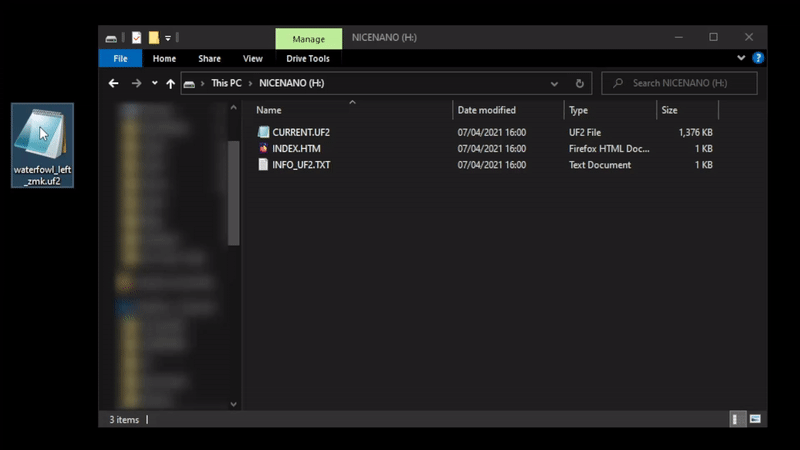 Manage
NICENANO (H:)
File
Home
Share
View
Drive Tools
This PC
NICENANO (H:)
Search NICENANO (H:)
Name
Date modified
Type
Size
CURRENT.UF2
07/04/2021 16:00
UF2 File
1,376 KB
INDEX.HTM
07/04/2021 16:00
Firefox HTML Doc...
1 KB
INFO_UF2.TXT
07/04/2021 16:00
Text Document
1 KB
waterfowl_left
_zmk.uf2
3 items